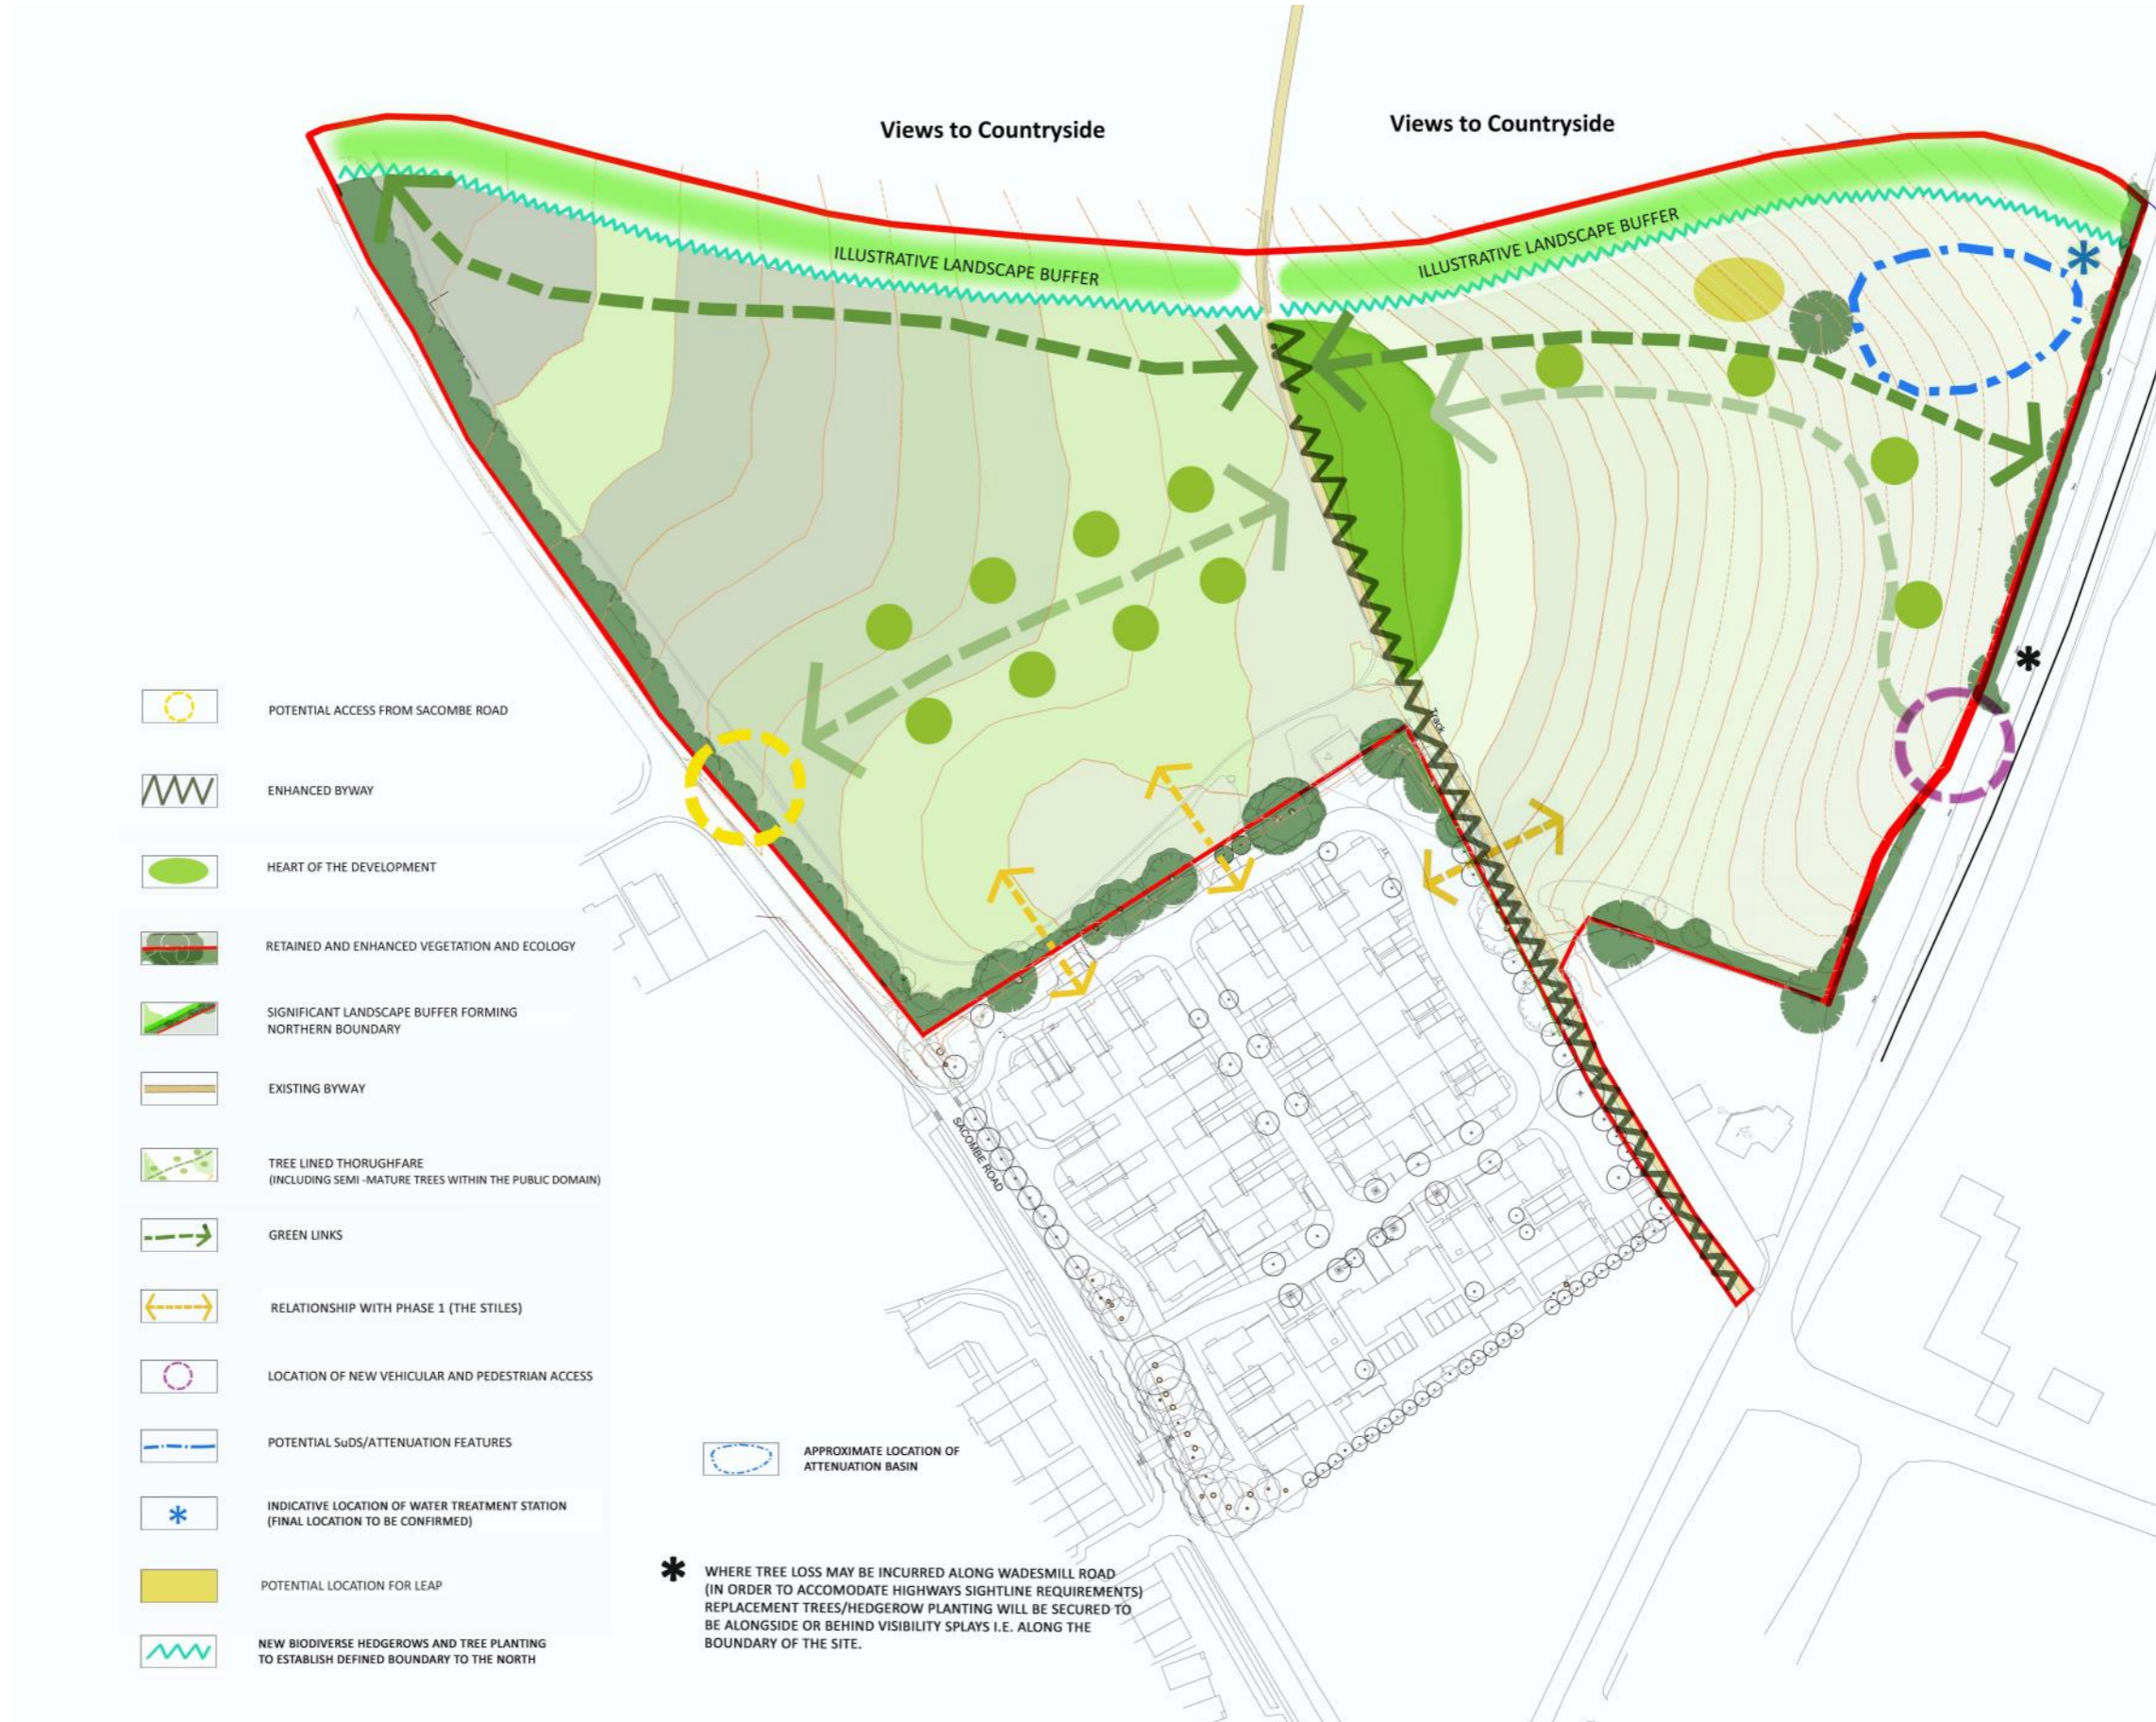 Views to Countryside
Views to Countryside
ILLUSTRATIVE LANDSCAPE BUFFER
ILLUSTRATIVE LANDSCAPE BUFFER
Track
SACOMBE ROAD
POTENTIAL ACCESS FROM SACOMBE ROAD
ENHANCED BYWAY
HEART OF THE DEVELOPMENT
RETAINED AND ENHANCED VEGETATION AND ECOLOGY
SIGNIFICANT LANDSCAPE BUFFER FORMING
NORTHERN BOUNDARY
EXISTING BYWAY
TREE LINED THORUGHFARE
(INCLUDING SEMI -MATURE TREES WITHIN THE PUBLIC DOMAIN)
GREEN LINKS
RELATIONSHIP WITH PHASE 1 (THE STILES)
LOCATION OF NEW VEHICULAR AND PEDESTRIAN ACCESS
POTENTIAL SuDS/ATTENUATION FEATURES
INDICATIVE LOCATION OF WATER TREATMENT STATION
(FINAL LOCATION TO BE CONFIRMED)
POTENTIAL LOCATION FOR LEAP
NEW BIODIVERSE HEDGEROWS AND TREE PLANTING
TO ESTABLISH DEFINED BOUNDARY TO THE NORTH
APPROXIMATE LOCATION OF
ATTENUATION BASIN
WHERE TREE LOSS MAY BE INCURRED ALONG WADESMILL ROAD
(IN ORDER TO ACCOMODATE HIGHWAYS SIGHTLINE REQUIREMENTS)
REPLACEMENT TREES/HEDGEROW PLANTING WILL BE SECURED TO
BE ALONGSIDE OR BEHIND VISIBILITY SPLAYS I.E. ALONG THE
BOUNDARY OF THE SITE.